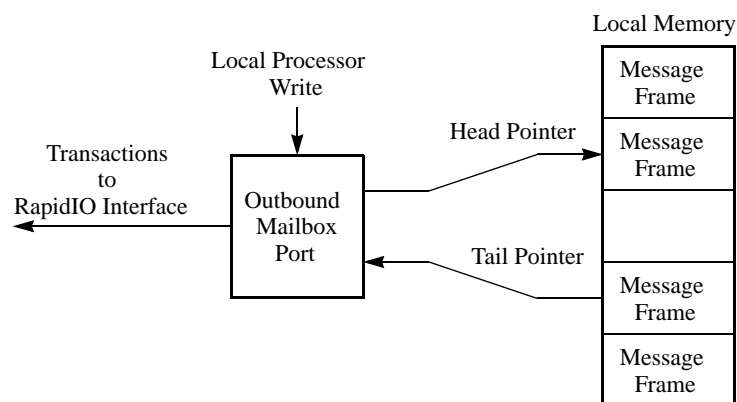 Local Memory
Local Processor
Write
Message
Frame
Head Pointer
Message
Frame
Transactions
to
RapidIO Interface
Outbound
Mailbox
Port
Tail Pointer
Message
Frame
Message
Frame